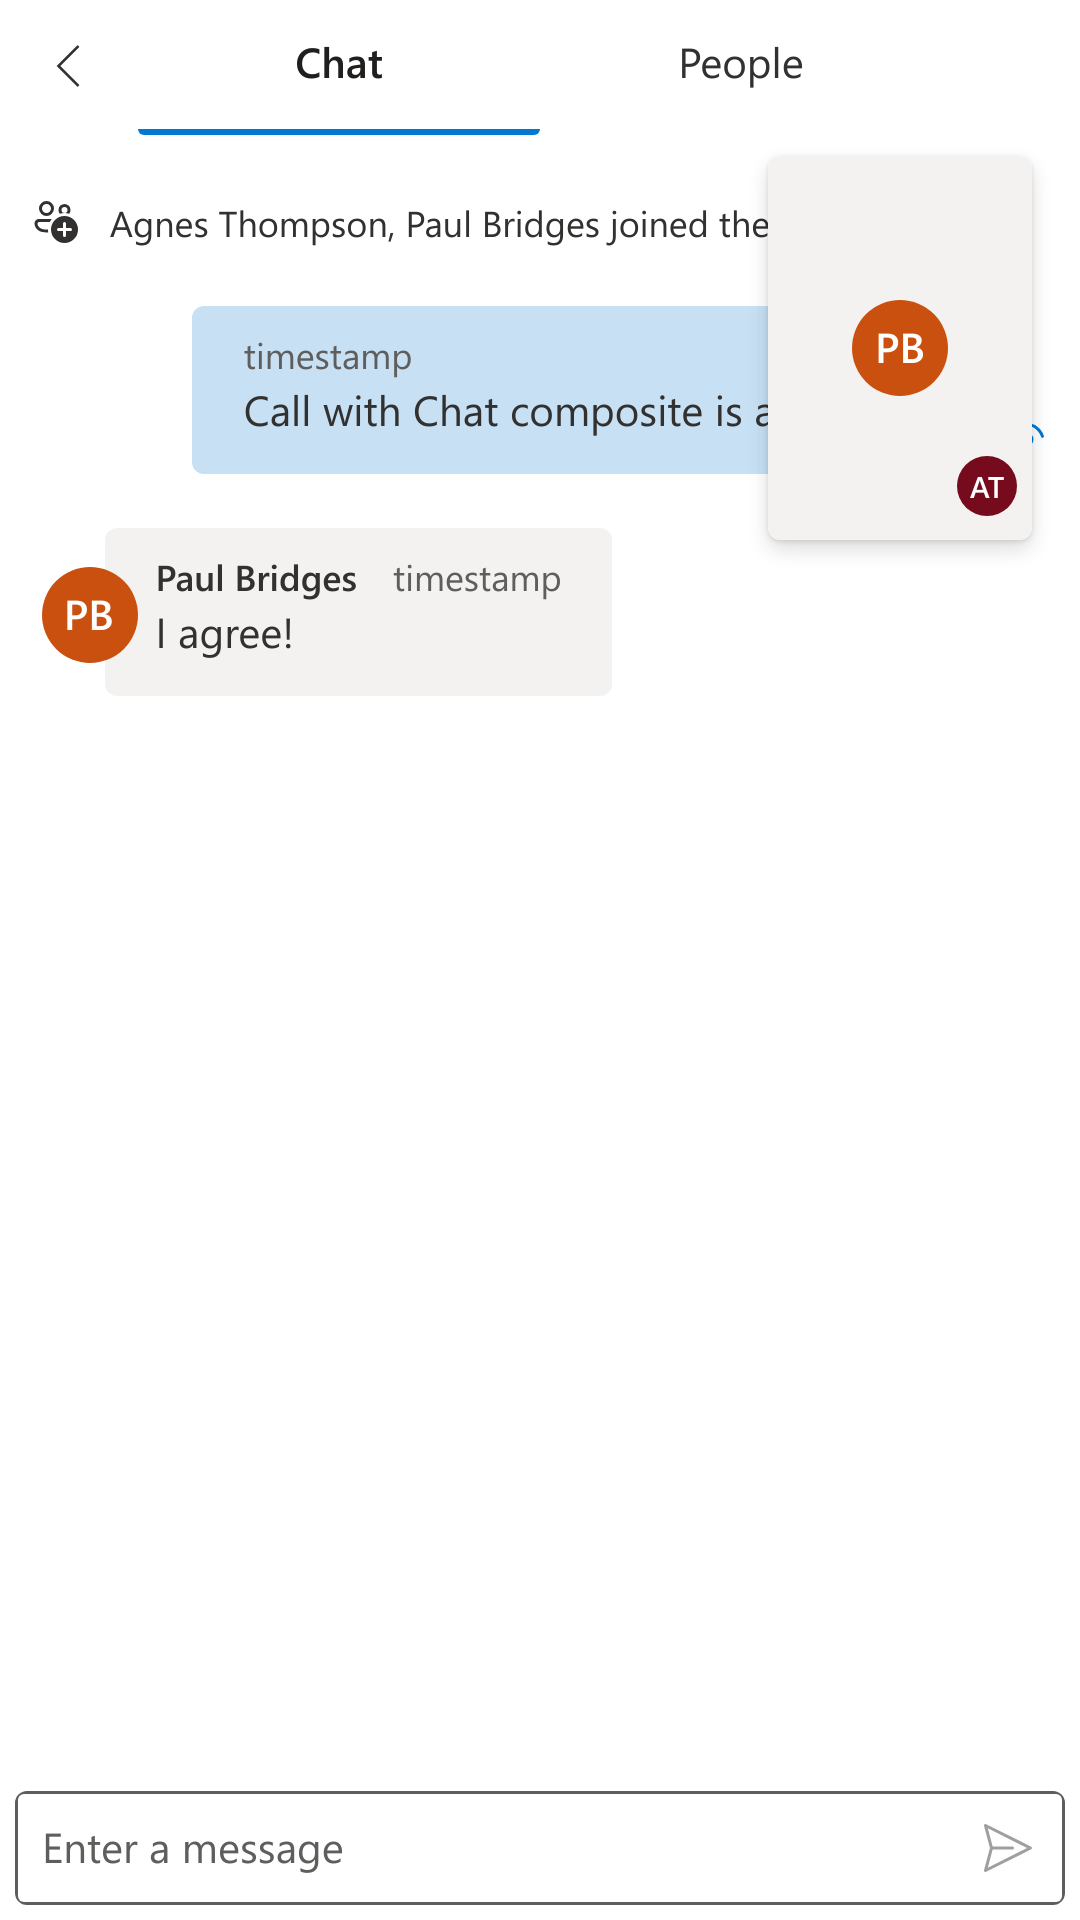 Chat People
Agnes Thompson, Paul Bridges joined the
timestamp
Call with Chat composite is
PB
AT
Paul Bridges timestamp
PB
I agree!
Enter a message